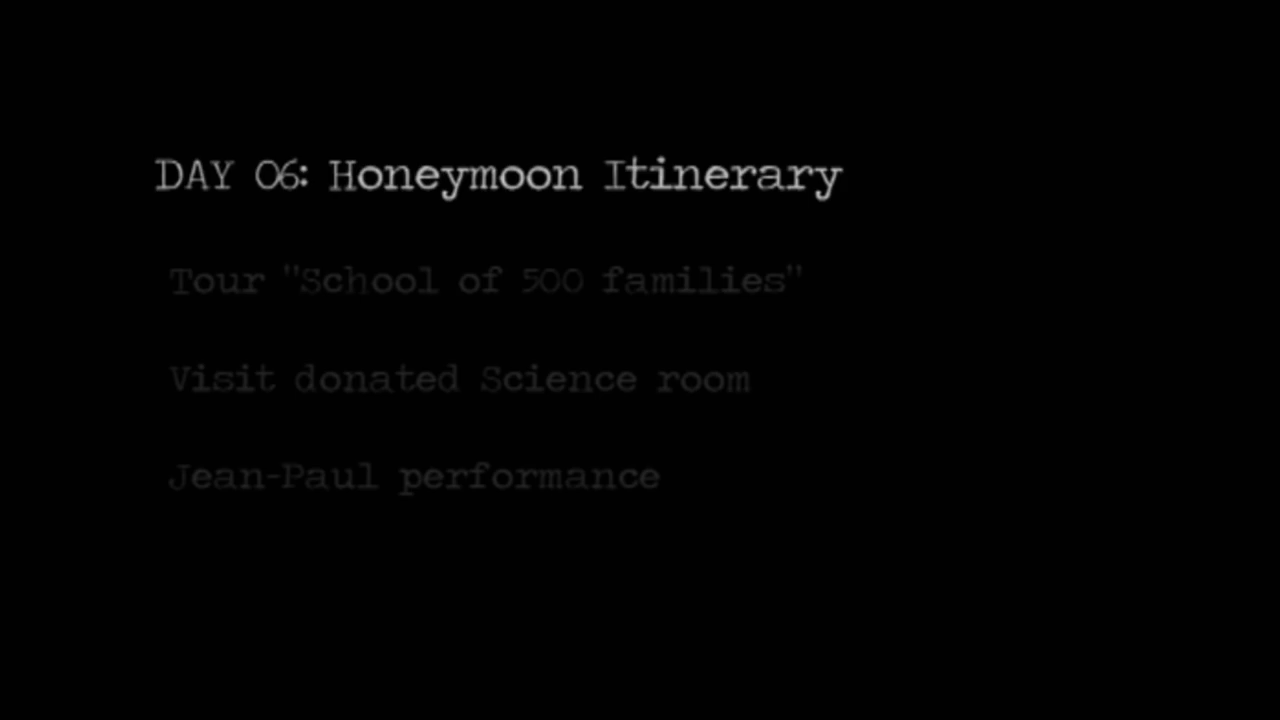 DAY 06: Honeymoon Itinerary
Tour "School of 500 families"
Visit donated Science room
Jean-Paul performance